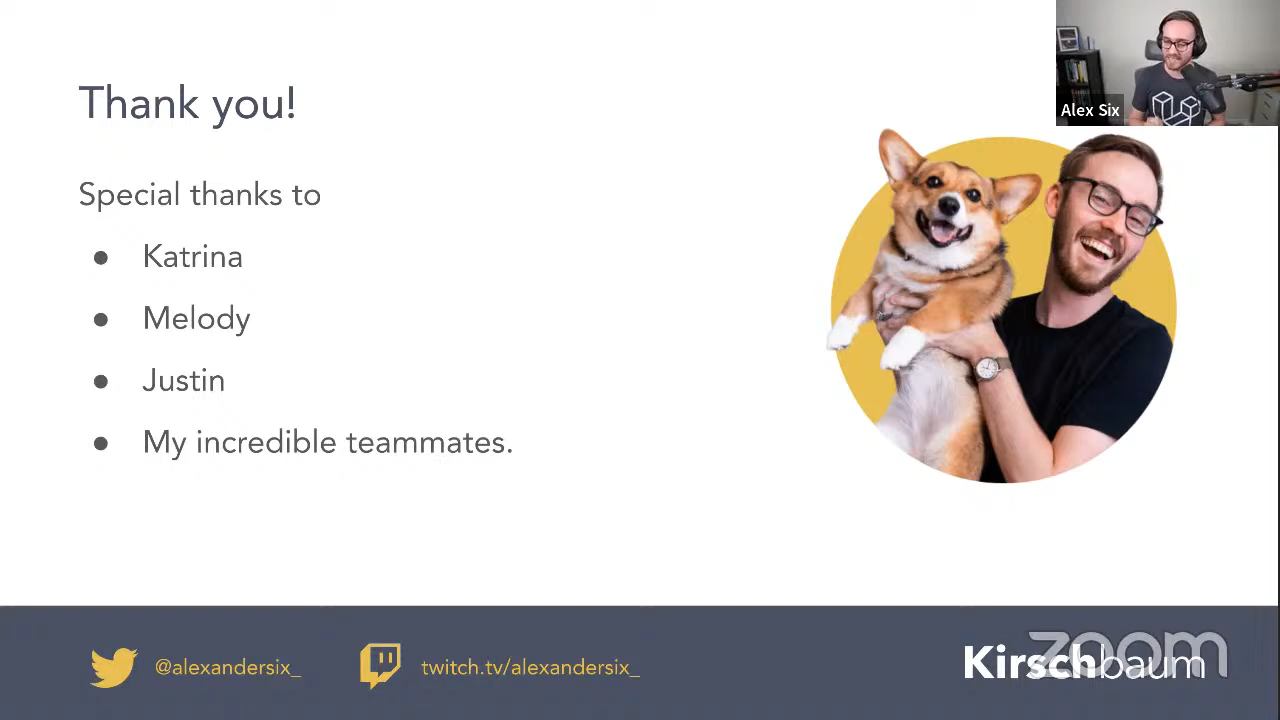 Thank you!
Alex Six
Special thanks to
● Katrina
● Melody
● Justin
● My incredible teammates.
@alexandersix_
twitch.tv/alexandersix_
Kirschbaum
zoom